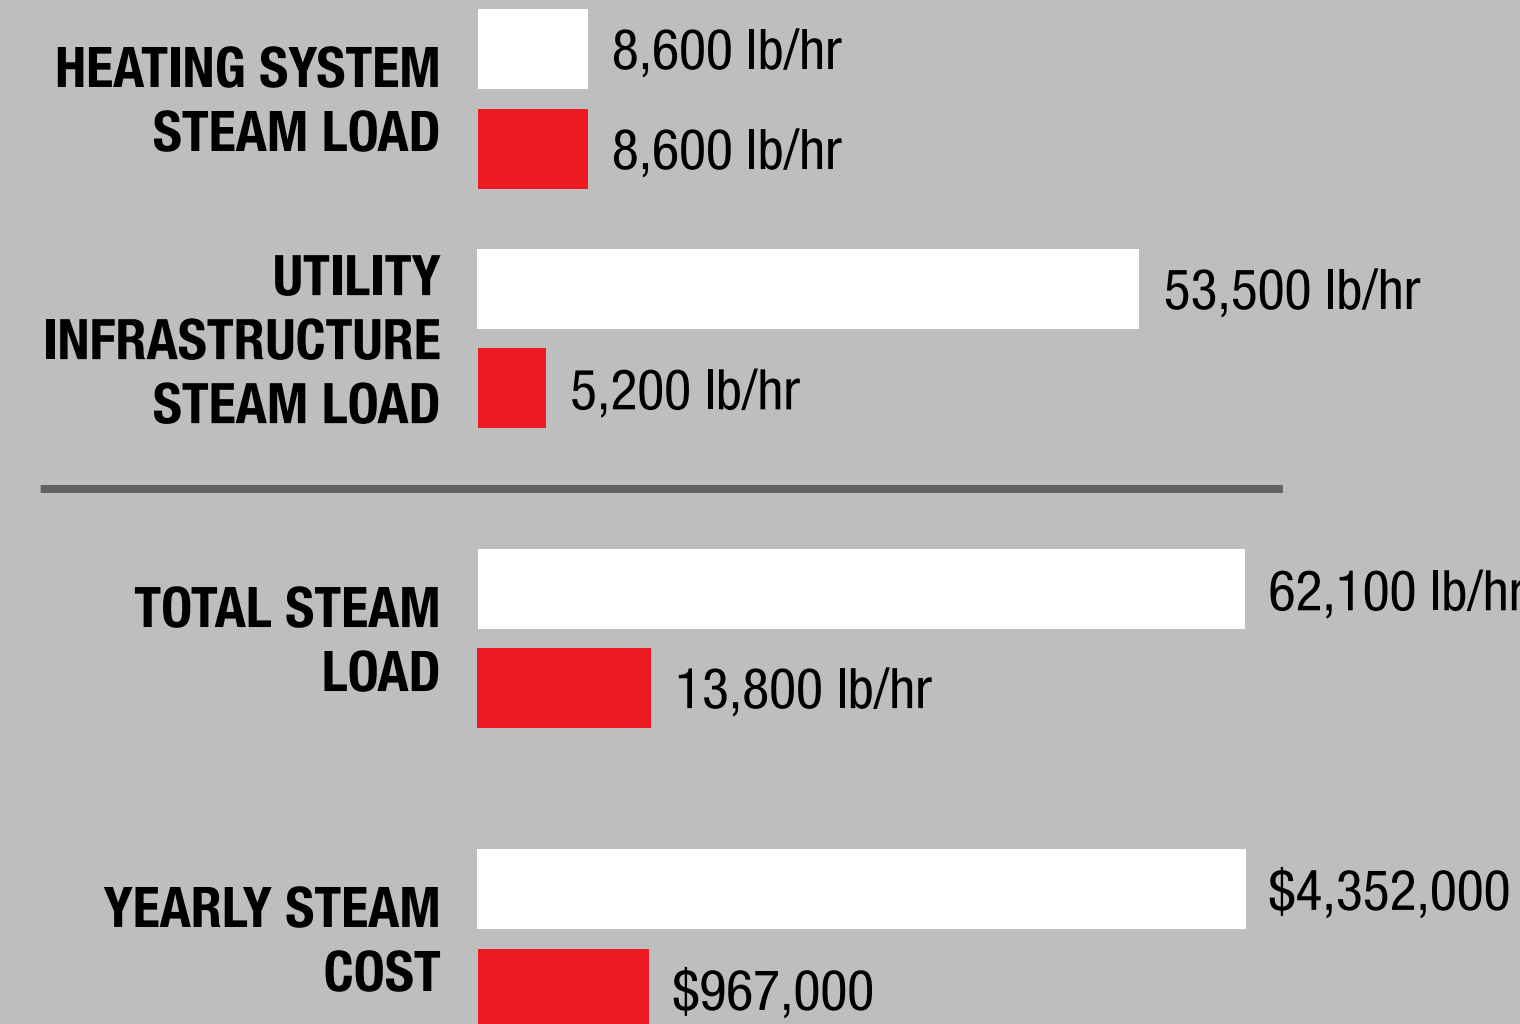 HEATING SYSTEM
STEAM LOAD
8,600 lb/hr
8,600 lb/hr
UTILITY
INFRASTRUCTURE
STEAM LOAD
53,500 lb/hr
5,200 lb/hr
TOTAL STEAM
LOAD
62,100 lb/hr
13,800 lb/hr
YEARLY STEAM
COST
$4,352,000
$967,000